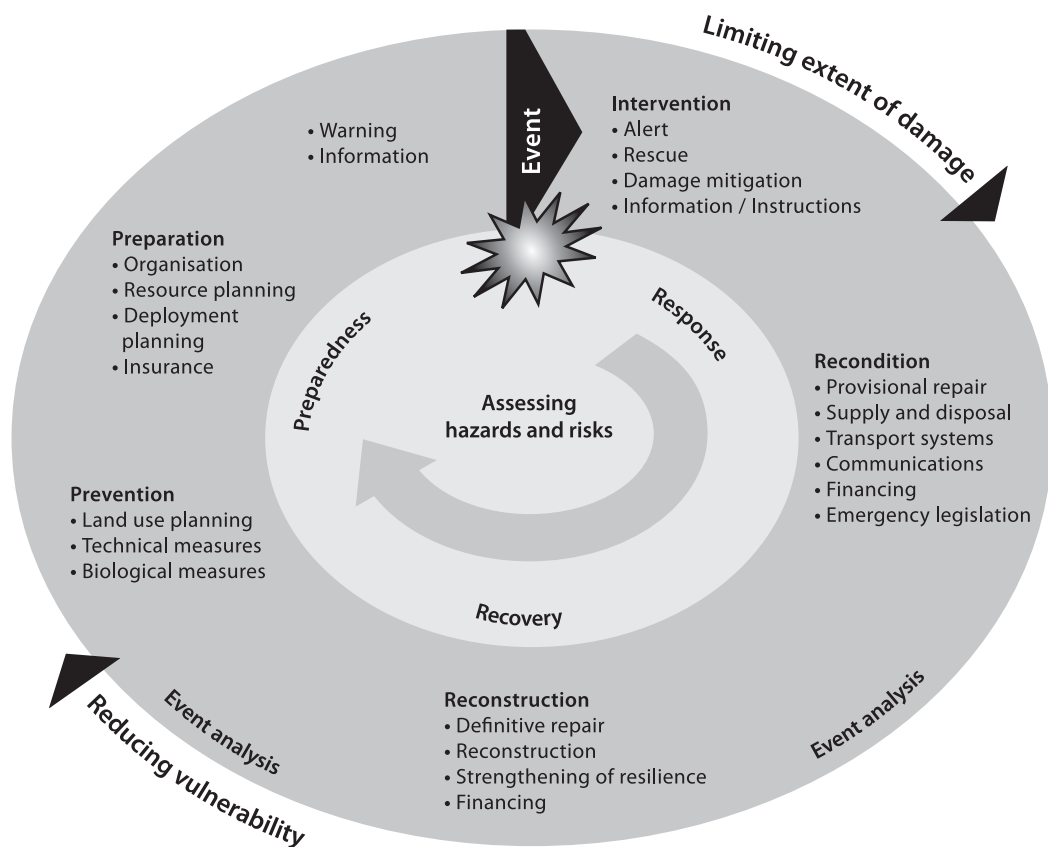 Limiting extent of damage
Event
• Warning
• Information
Intervention
• Alert
• Rescue
• Damage mitigation
• Information / Instructions
Preparation
• Organisation
• Resource planning
• Deployment
planning
• Insurance
Preparedness
Response
Assessing
hazards and risks
Recondition
• Provisional repair
• Supply and disposal
• Transport systems
• Communications
• Financing
• Emergency legislation
Prevention
• Land use planning
• Technical measures
• Biological measures
Recovery
Reconstruction
• Definitive repair
• Reconstruction
• Strengthening of resilience
• Financing
Event analysis
Event analysis
Reducing vulnerability